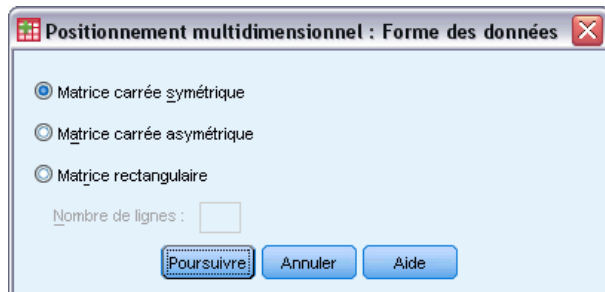 Positionnement multidimensionnel : Forme des données
Matrice carrée symétrique
Matrice carrée asymétrique
Matrice rectangulaire
Nombre de lignes :
Poursuivre Annuler Aide